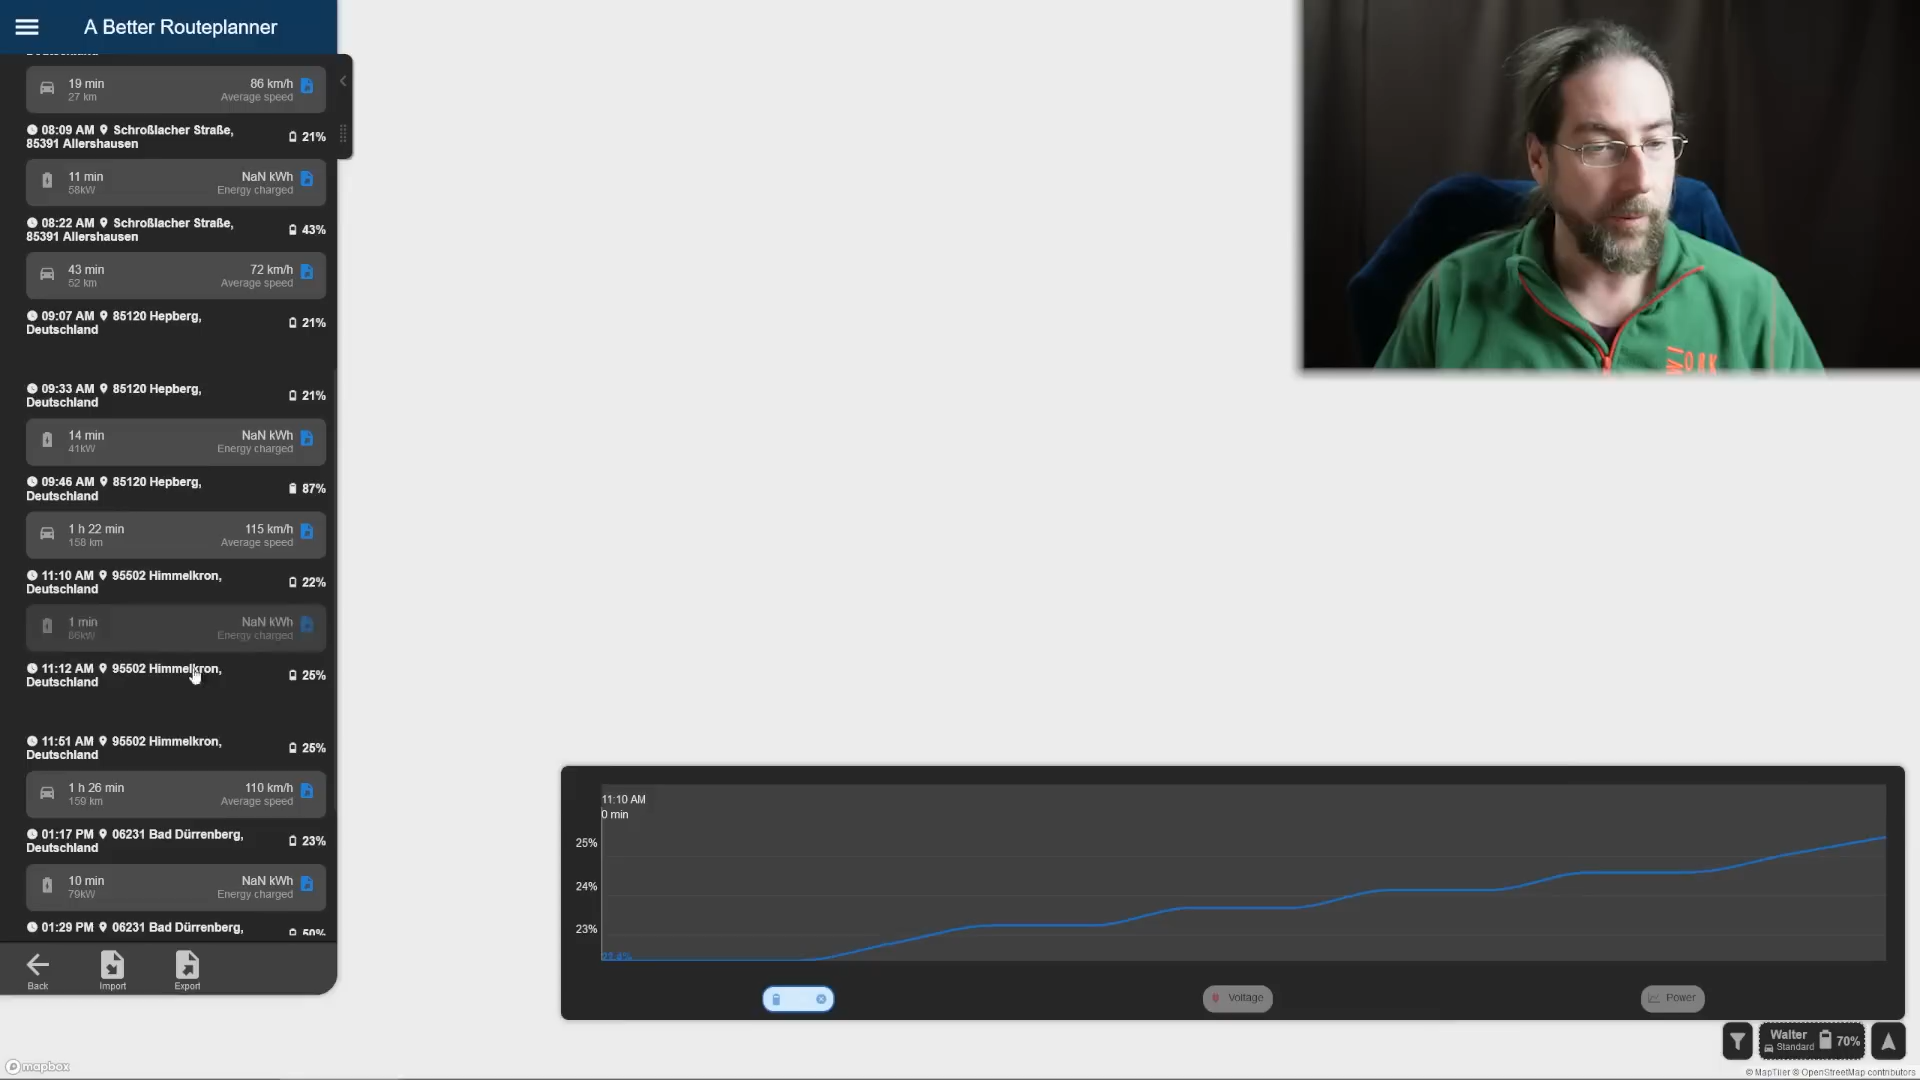 A Better Routeplanner
Deutschland
19 min
27 km
86 km/h
Average speed
08:09 AM Schroßlacher Straße,
85391 Allershausen
21%
11 min
58kW
NaN kWh
Energy charged
08:22 AM Schroßlacher Straße,
85391 Allershausen
43%
43 min
52 km
72 km/h
Average speed
09:07 AM 85120 Hepberg,
Deutschland
21%
09:33 AM 85120 Hepberg,
Deutschland
21%
14 min
41kW
NaN kWh
Energy charged
09:46 AM 85120 Hepberg,
Deutschland
87%
1 h 22 min
158 km
115 km/h
Average speed
11:10 AM 95502 Himmelkron,
Deutschland
22%
1 min
86kW
NaN kWh
Energy charged
11:12 AM 95502 Himmelkron,
Deutschland
25%
11:51 AM 95502 Himmelkron,
Deutschland
25%
1 h 26 min
159 km
110 km/h
Average speed
01:17 PM 06231 Bad Dürrenberg,
Deutschland
23%
10 min
79kW
NaN kWh
Energy charged
01:29 PM 06231 Bad Dürrenberg,
50%
Back
Import
Export
11:10 AM
0 min
25%
24%
23%
22.4%
Voltage
Power
Walter
Standard
70%
mapbox
© MapTiler © OpenStreetMap contributors